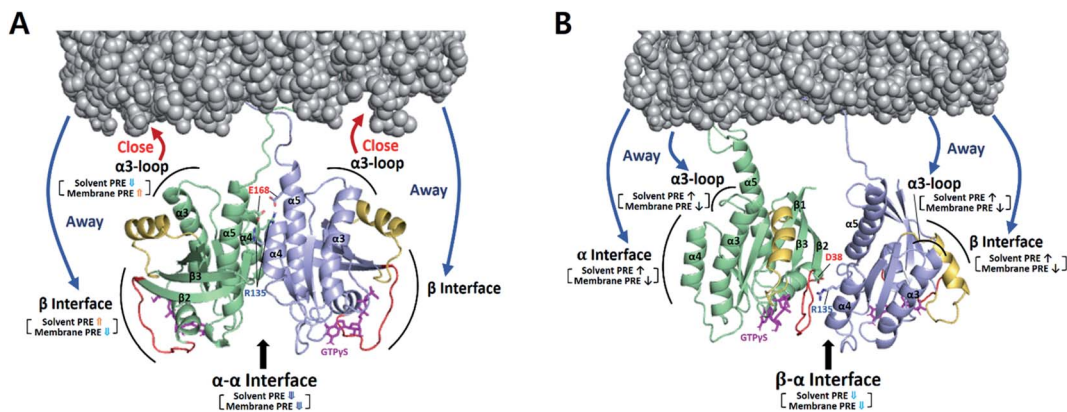 A
Close
α3-loop
Solvent PRE ⇩
Membrane PRE ⇧
Away
β Interface
Solvent PRE ⇧
Membrane PRE ⇩
α3
α5
α4
β3
β2
E168
R135
α5
α4
α3
Close
α3-loop
Away
β Interface
GTPγS
α-α Interface
Solvent PRE ⇩
Membrane PRE ⇩
B
Away
α3-loop
Solvent PRE ↑
Membrane PRE ↓
α Interface
Solvent PRE ↑
Membrane PRE ↓
α5
α3
α4
β1
β3
β2
D38
R135
GTPγS
α5
α4
α3
Away
α3-loop
Solvent PRE ↑
Membrane PRE ↓
β Interface
Solvent PRE ↑
Membrane PRE ↓
β-α Interface
Solvent PRE ⇩
Membrane PRE ⇩